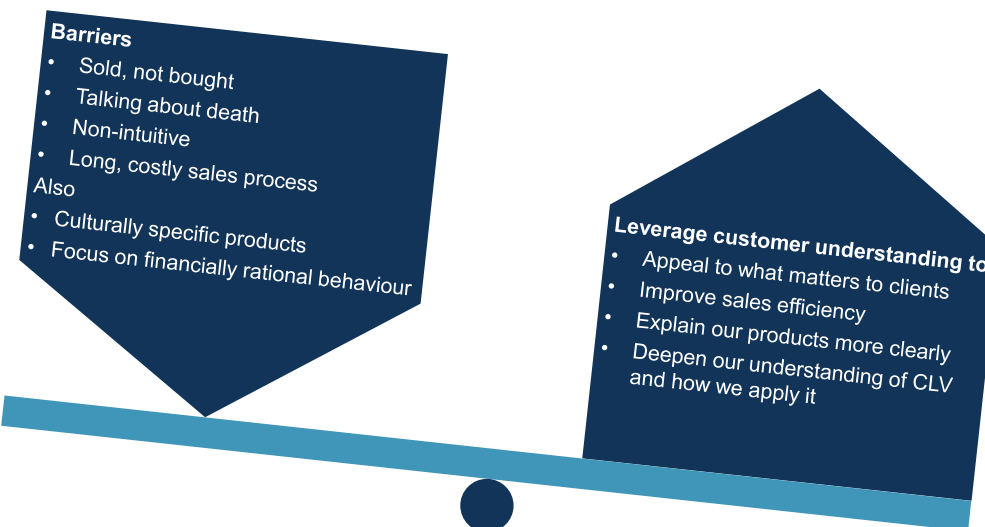 Barriers
• Sold, not bought
• Talking about death
• Non-intuitive
• Long, costly sales process
Also
• Culturally specific products
• Focus on financially rational behaviour
Leverage customer understanding to
• Appeal to what matters to clients
• Improve sales efficiency
• Explain our products more clearly
• Deepen our understanding of CLV
and how we apply it